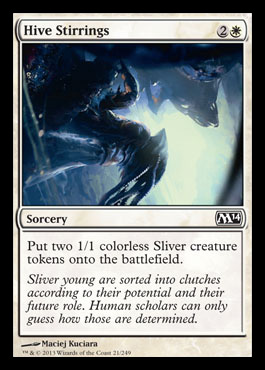 Hive Stirrings 2
Sorcery M14
Put two 1/1 colorless Sliver creature
tokens onto the battlefield.
Sliver young are sorted into clutches
according to their potential and their
future role. Human scholars can only
guess how those are determined.
Maciej Kuciara
™ & © 2013 Wizards of the Coast 21/249